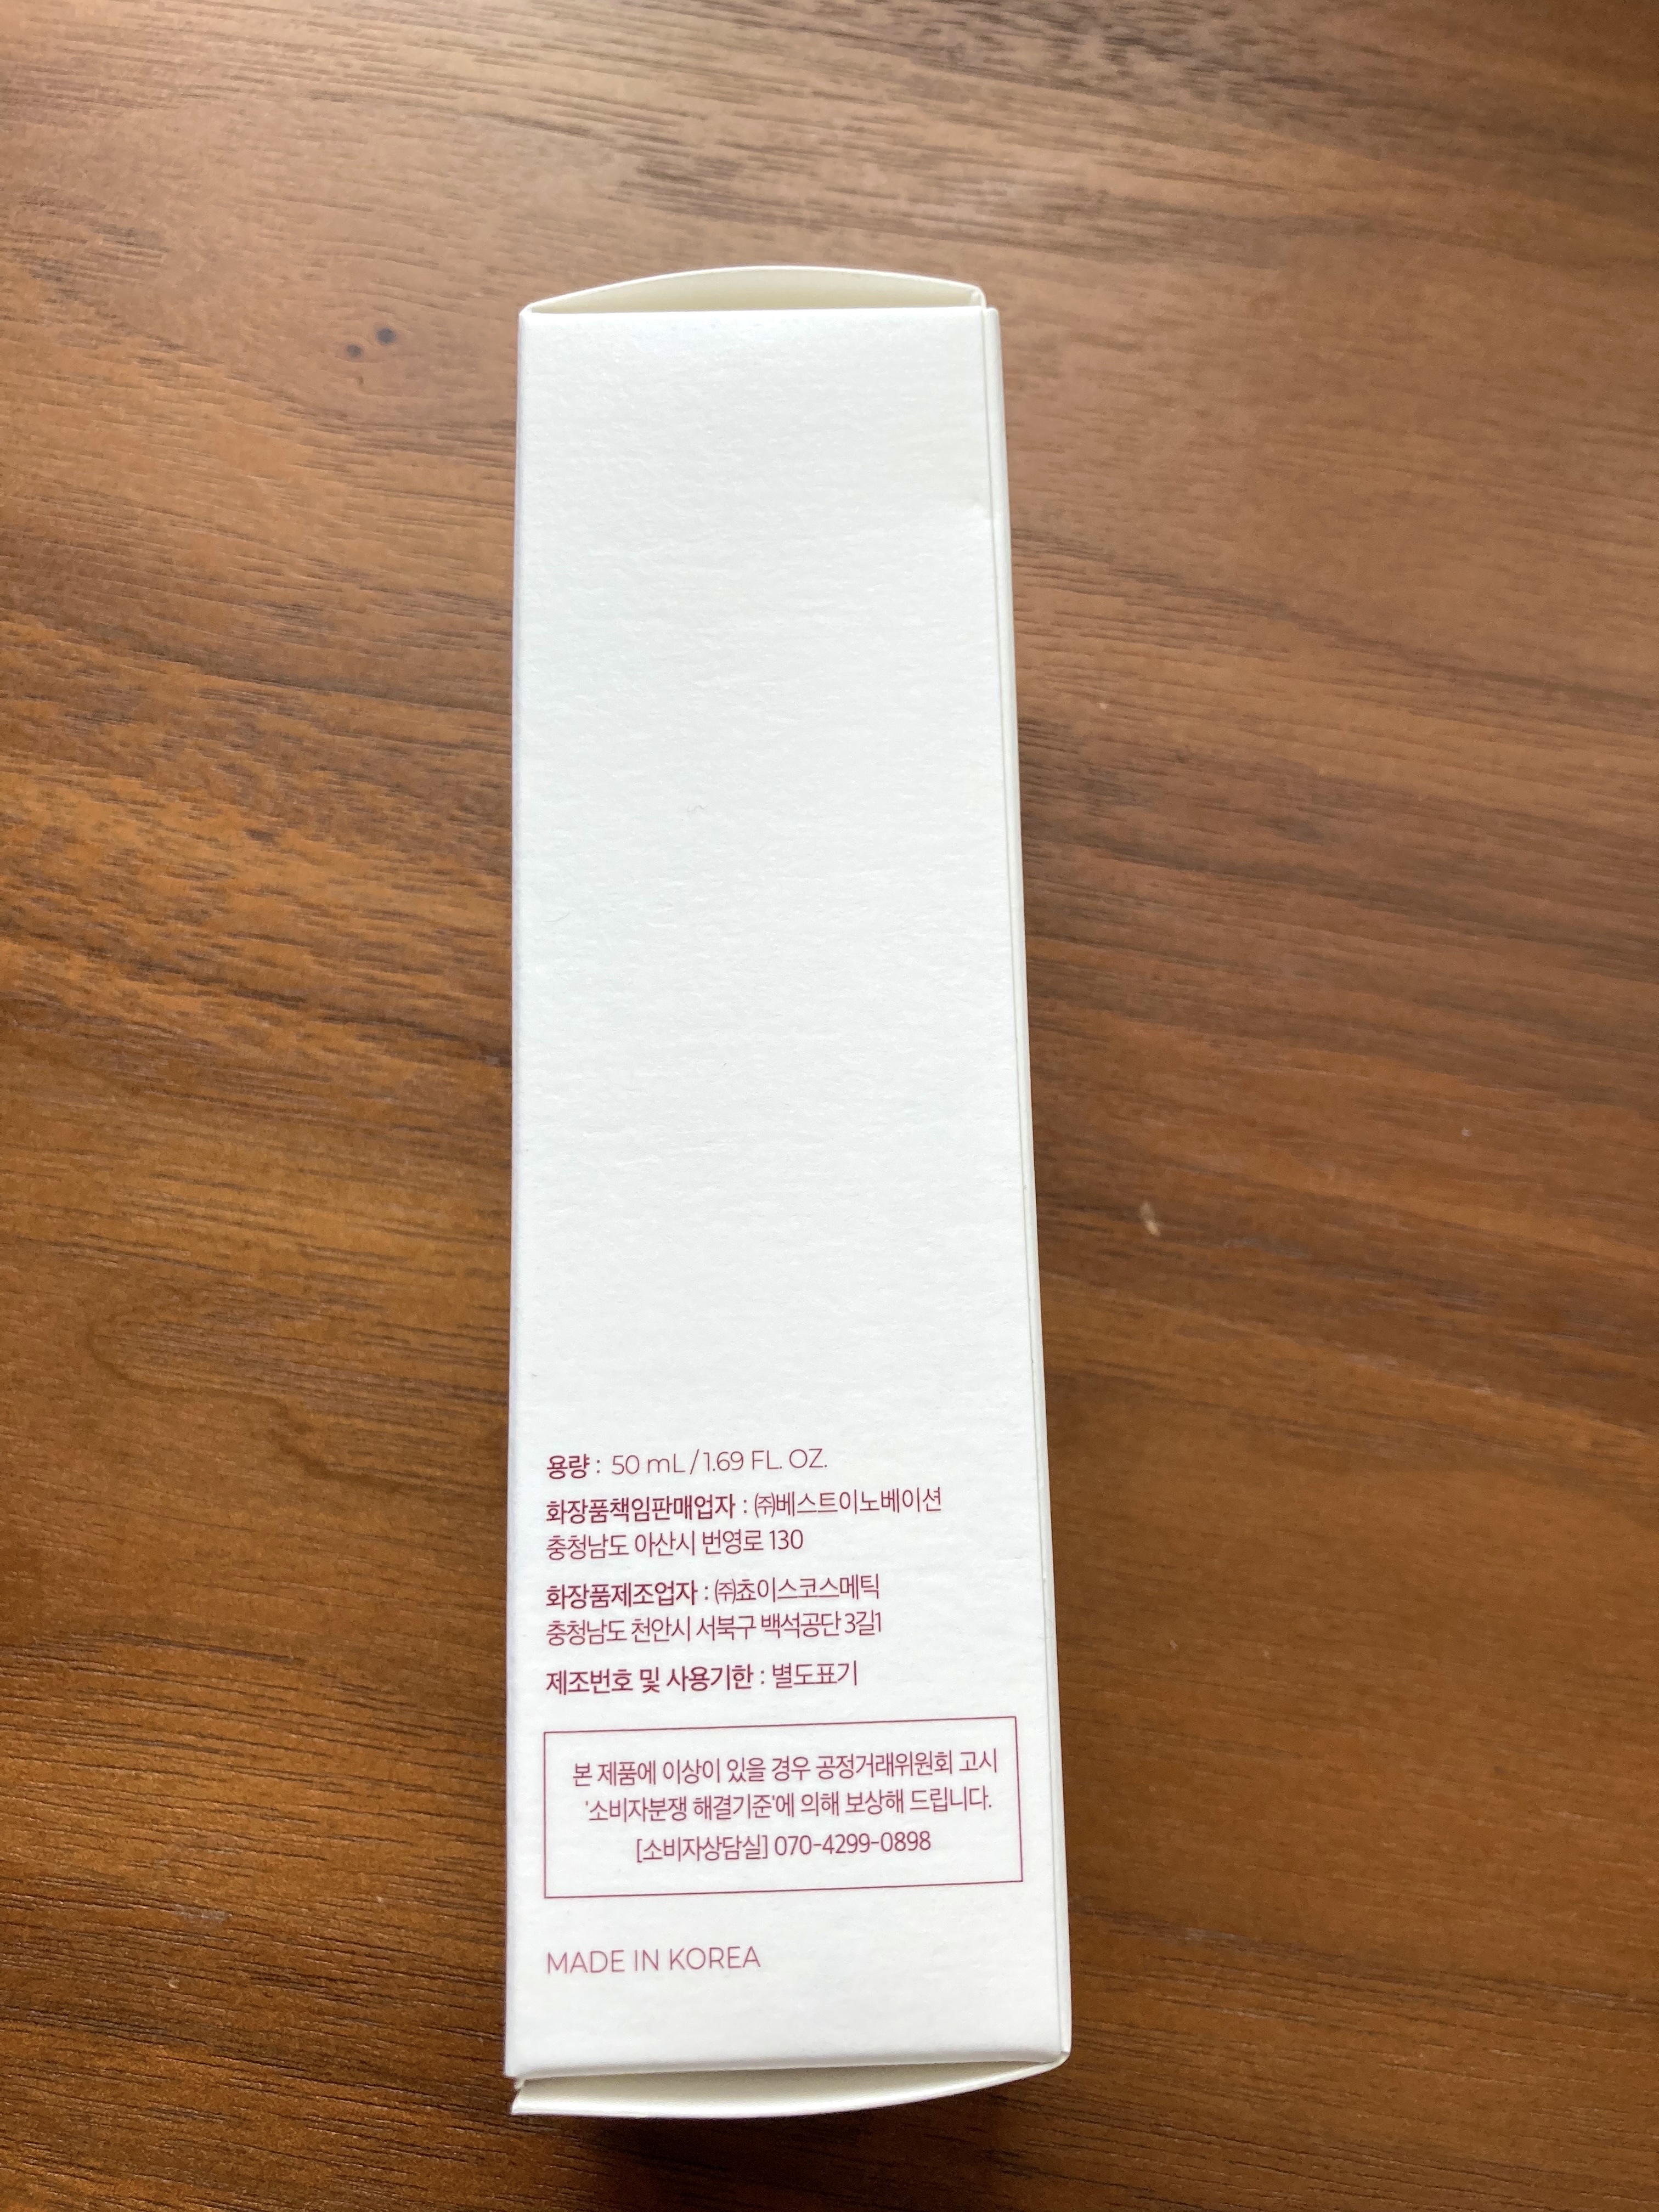 용량 : 50 mL / 1.69 FL. OZ.
화장품책임판매업자 : ㈜베스트이노베이션
충청남도 아산시 번영로 130
화장품제조업자 : ㈜쵸이스코스메틱
충청남도 천안시 서북구 백석공단 3길1
제조번호 및 사용기한 : 별도표기
본 제품에 이상이 있을 경우 공정거래위원회 고시
'소비자분쟁 해결기준'에 의해 보상해 드립니다.
[소비자상담실] 070-4299-0898
MADE IN KOREA